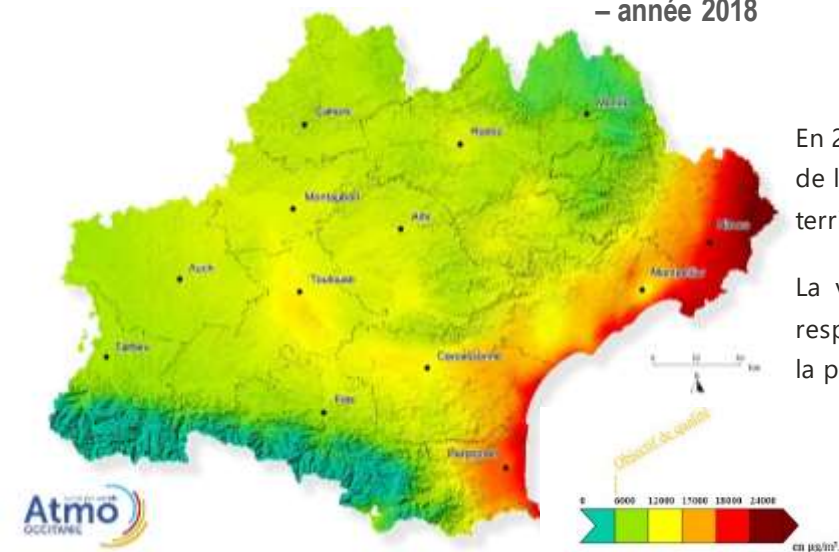 – année 2018
Cahors
Mende
Rodez
Montauban
Albi
Nîmes
Auch
Toulouse
Montpellier
Tarbes
Carcassonne
Foix
Perpignan
En 2
de l
terr
La v
resp
la p
Objectif de qualité
0 6000 12000 17000 18000 24000
en µg/m³.
Atmo
OCCITANIE